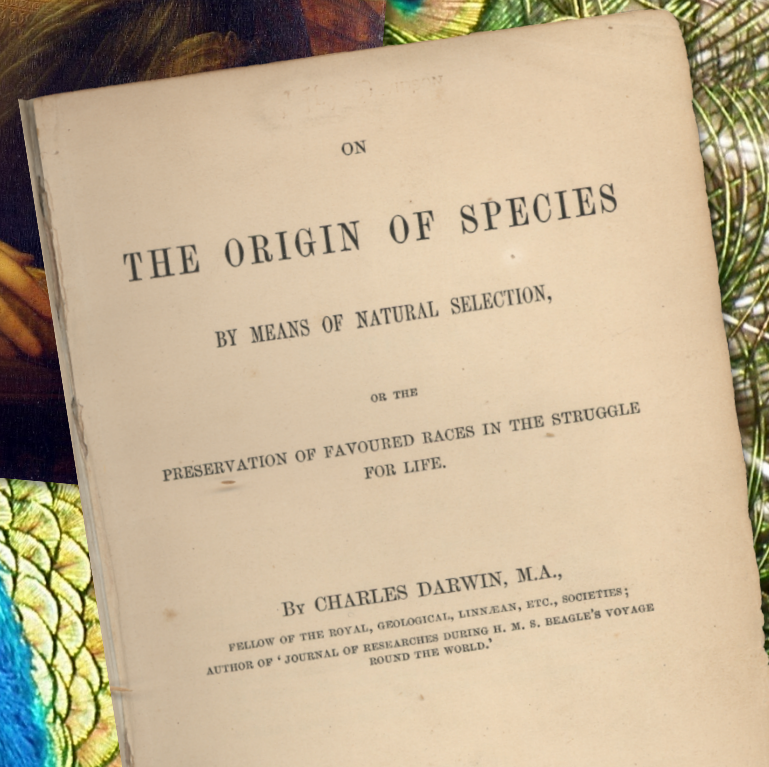 ON
THE ORIGIN OF SPECIES
BY MEANS OF NATURAL SELECTION,
OR THE
PRESERVATION OF FAVOURED RACES IN THE STRUGGLE
FOR LIFE.
By CHARLES DARWIN, M.A.,
FELLOW OF THE ROYAL, GEOLOGICAL, LINNÆAN, ETC., SOCIETIES;
AUTHOR OF 'JOURNAL OF RESEARCHES DURING H. M. S. BEAGLE'S VOYAGE
ROUND THE WORLD.'